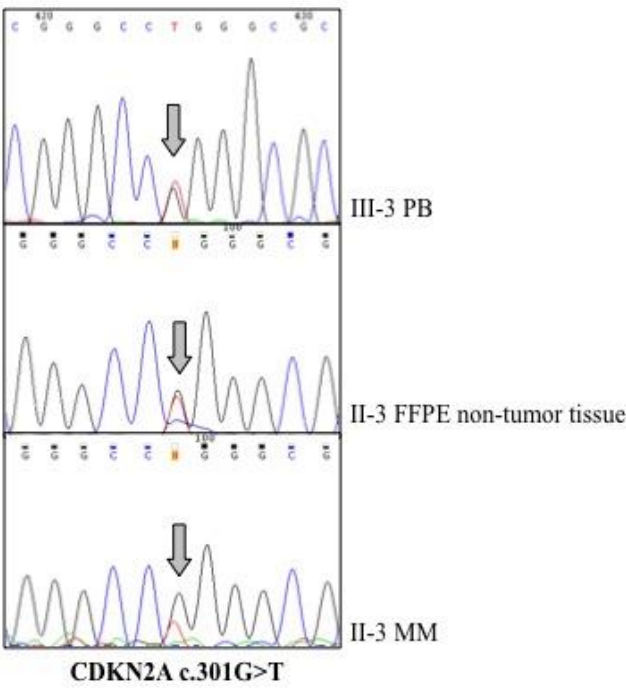 420 430
C G G G C C T G G G C G C
III-3 PB
100
G G G C C N G G G C G
II-3 FFPE non-tumor tissue
100
G G G C C N G G G C G
II-3 MM
CDKN2A c.301G>T